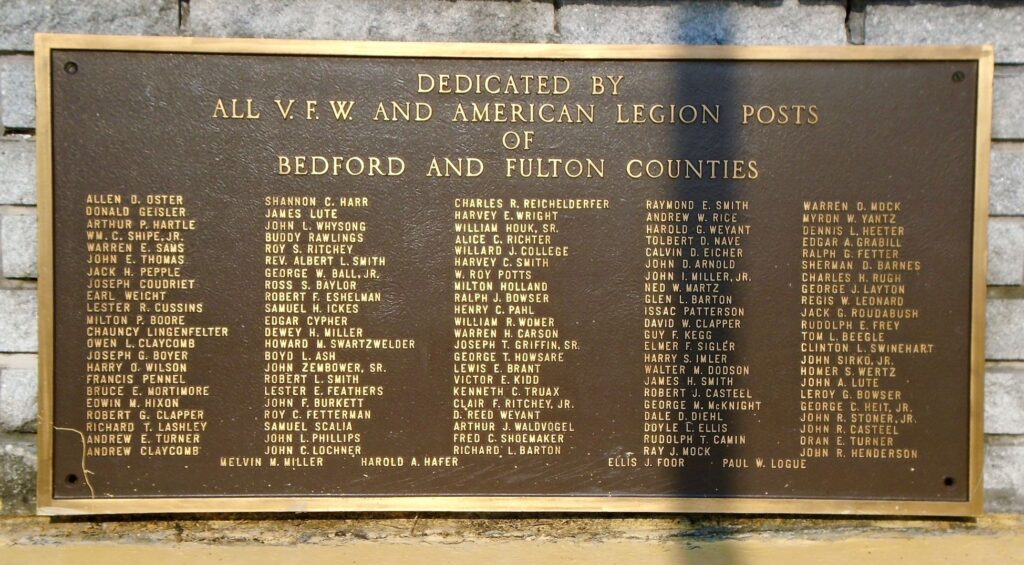 DEDICATED BY
ALL V.F.W. AND AMERICAN LEGION POSTS
OF
BEDFORD AND FULTON COUNTIES
ALLEN D. OSTER
DONALD GEISLER
ARTHUR P. HARTLE
WM. C. SHIPE, JR.
WARREN E. SAMS
JOHN E. THOMAS
JACK H. PEPPLE
JOSEPH COUDRIET
EARL WEICHT
LESTER R. CUSSINS
MILTON P. BOORE
CHAUNCY LINGENFELTER
OWEN L. CLAYCOMB
JOSEPH G. BOYER
HARRY O. WILSON
FRANCIS PENNEL
BRUCE E. MORTIMORE
EDWIN M. HIXON
ROBERT G. CLAPPER
RICHARD T. LASHLEY
ANDREW E. TURNER
ANDREW CLAYCOMB
SHANNON C. HARR
JAMES LUTE
JOHN L. WHYSONG
BUDDY RAWLINGS
ROY S. RITCHEY
REV. ALBERT L. SMITH
GEORGE W. BALL, JR.
ROSS S. BAYLOR
ROBERT F. ESHELMAN
SAMUEL H. ICKES
EDGAR CYPHER
DEWEY H. MILLER
HOWARD M. SWARTZWELDER
BOYD L. ASH
JOHN ZEMBOWER, SR.
ROBERT L. SMITH
LESTER E. FEATHERS
JOHN F. BURKETT
ROY C. FETTERMAN
SAMUEL SCALIA
JOHN L. PHILLIPS
JOHN C. LOCHNER
CHARLES R. REICHELDERFER
HARVEY E. WRIGHT
WILLIAM HOUK, SR.
ALICE C. RICHTER
WILLARD J. COLLEGE
HARVEY C. SMITH
W. ROY POTTS
MILTON HOLLAND
RALPH J. BOWSER
HENRY C. PAHL
WILLIAM R. WOMER
WARREN H. CARSON
JOSEPH T. GRIFFIN, SR.
GEORGE T. HOWSARE
LEWIS E. BRANT
VICTOR E. KIDD
KENNETH C. TRUAX
CLAIR F. RITCHEY, JR.
D. REED WEYANT
ARTHUR J. WALDVOGEL
FRED C. SHOEMAKER
RICHARD L. BARTON
RAYMOND E. SMITH
ANDREW W. RICE
HAROLD G. WEYANT
TOLBERT D. NAVE
CALVIN D. EICHER
JOHN D. ARNOLD
JOHN I. MILLER, JR.
NED W. MARTZ
GLEN L. BARTON
ISSAC PATTERSON
DAVID W. CLAPPER
GUY F. KEGG
ELMER F. SIGLER
HARRY S. IMLER
WALTER M. DODSON
JAMES H. SMITH
ROBERT J. CASTEEL
GEORGE M. McKNIGHT
DALE D. DIEHL
DOYLE L. ELLIS
RUDOLPH T. CAMIN
RAY J. MOCK
WARREN D. MOCK
MYRON W. YANTZ
DENNIS L. HEETER
EDGAR A. GRABILL
RALPH G. FETTER
SHERMAN D. BARNES
CHARLES H. RUGH
GEORGE J. LAYTON
REGIS W. LEONARD
JACK G. ROUDABUSH
RUDOLPH E. FREY
TOM L. BEEGLE
CLINTON L. SWINEHART
JOHN SIRKO, JR.
HOMER S. WERTZ
JOHN A. LUTE
LEROY G. BOWSER
GEORGE C. HEIT, JR.
JOHN R. STONER, JR.
JOHN R. CASTEEL
ORAN E. TURNER
JOHN R. HENDERSON
MELVIN M. MILLER HAROLD A. HAFER ELLIS J. FOOR PAUL W. LOGUE